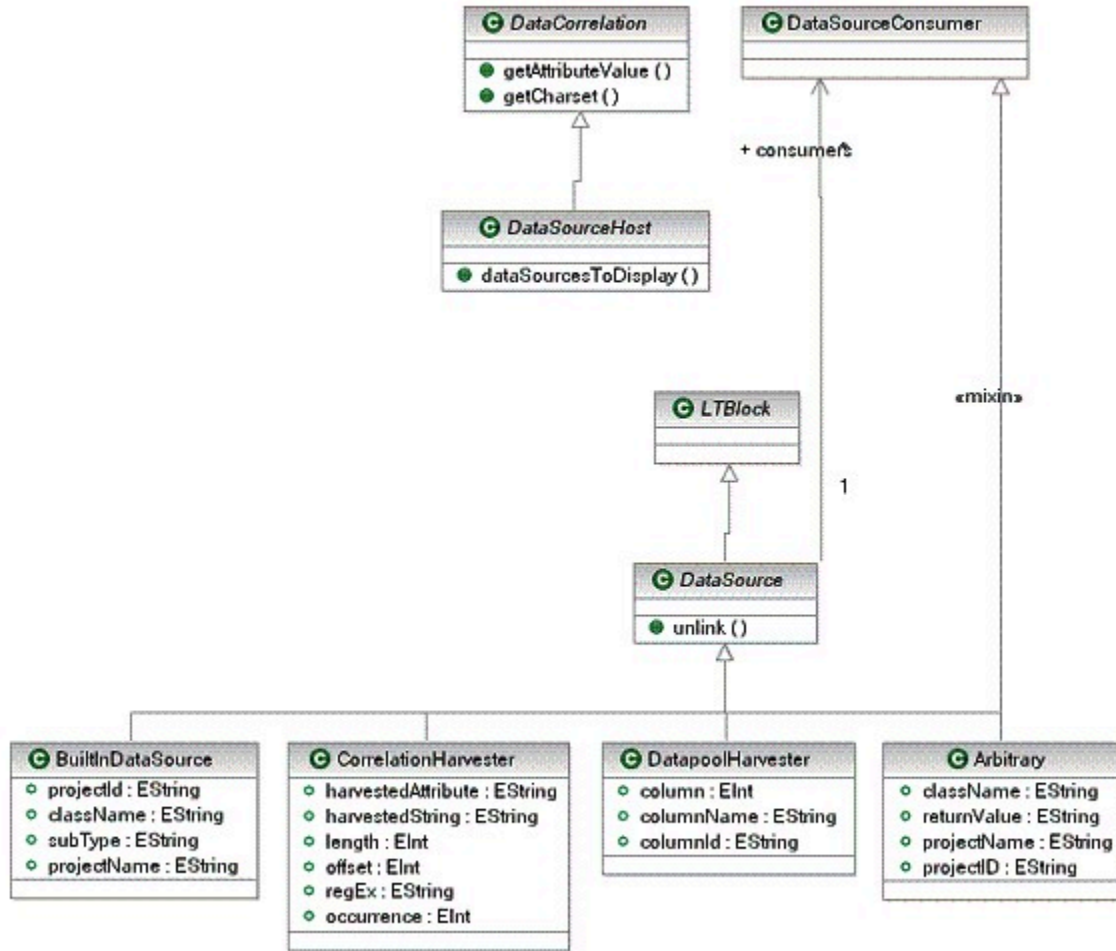 DataCorrelation
getAttributeValue ( )
getCharset ( )
DataSourceConsumer
+ consumers
*
DataSourceHost
dataSourcesToDisplay ( )
«mixin»
LTBlock
1
DataSource
unlink ( )
BuiltInDataSource
projectId : EString
className : EString
subType : EString
projectName : EString
CorrelationHarvester
harvestedAttribute : EString
harvestedString : EString
length : EInt
offset : EInt
regEx : EString
occurrence : EInt
DatapoolHarvester
column : EInt
columnName : EString
columnId : EString
Arbitrary
className : EString
returnValue : EString
projectName : EString
projectID : EString